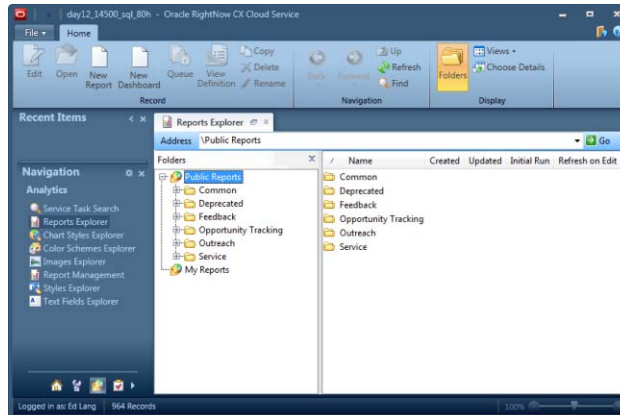 day12_14500_sql_80h - Oracle RightNow CX Cloud Service
File Home
Edit Open New Report New Dashboard Queue View Definition Copy Delete Rename Back Forward Up Refresh Find Folders Views Choose Details
Record Navigation Display
Recent Items
Reports Explorer
Address \Public Reports Go
Folders
Name Created Updated Initial Run Refresh on Edit
Public Reports
Common
Deprecated
Feedback
Opportunity Tracking
Outreach
Service
My Reports
Common
Deprecated
Feedback
Opportunity Tracking
Outreach
Service
Navigation
Analytics
Service Task Search
Reports Explorer
Chart Styles Explorer
Color Schemes Explorer
Images Explorer
Report Management
Styles Explorer
Text Fields Explorer
Logged in as: Ed Lang 964 Records 100%